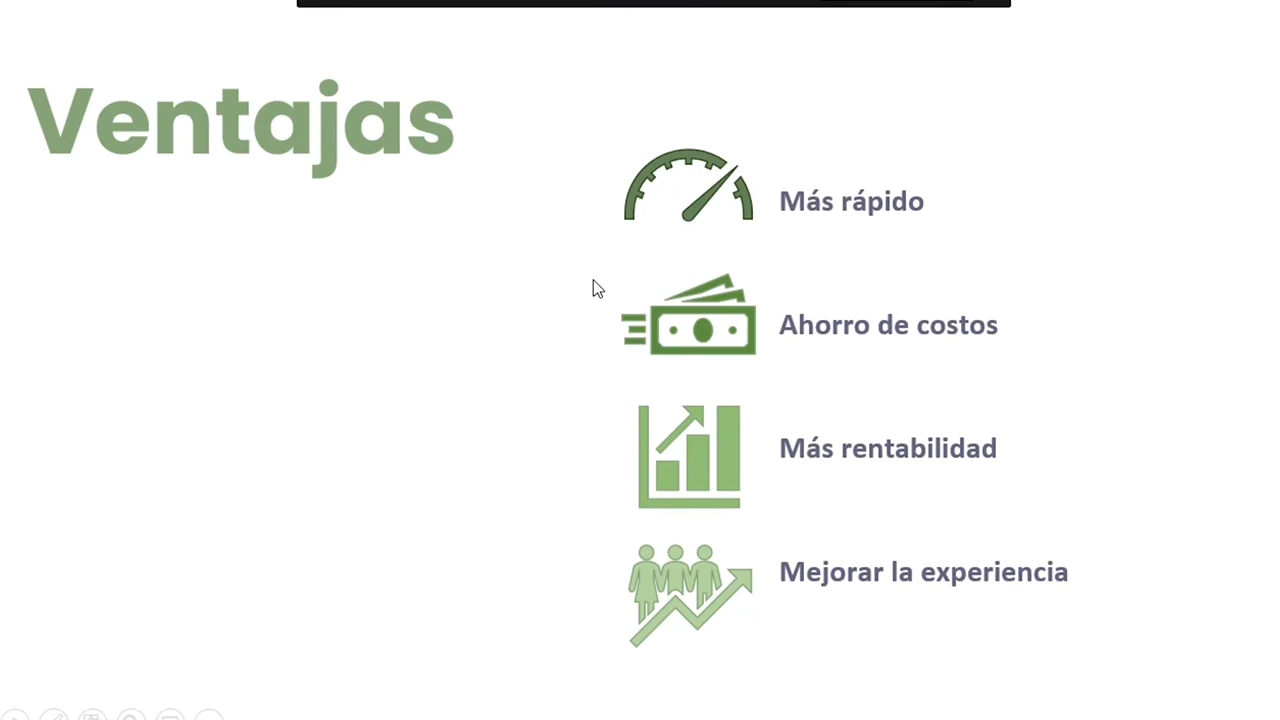 Ventajas
Más rápido
Ahorro de costos
Más rentabilidad
Mejorar la experiencia